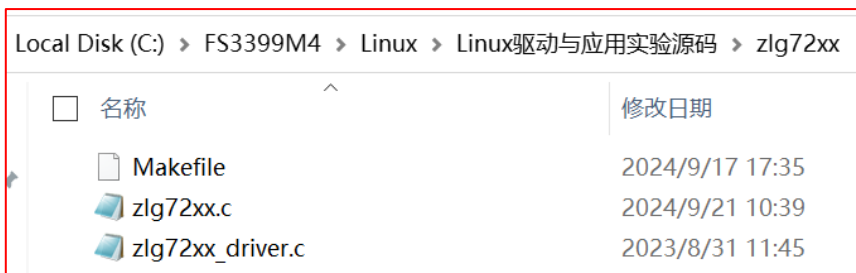 Local Disk (C:) > FS3399M4 > Linux > Linux驱动与应用实验源码 > zlg72xx
名称 修改日期
Makefile 2024/9/17 17:35
zlg72xx.c 2024/9/21 10:39
zlg72xx_driver.c 2023/8/31 11:45